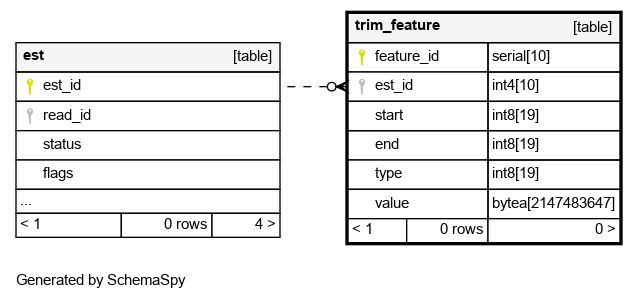 est [table]
est_id
read_id
status
flags
...
< 1 0 rows 4 >
trim_feature [table]
feature_id serial[10]
est_id int4[10]
start int8[19]
end int8[19]
type int8[19]
value bytea[2147483647]
< 1 0 rows 0 >
Generated by SchemaSpy